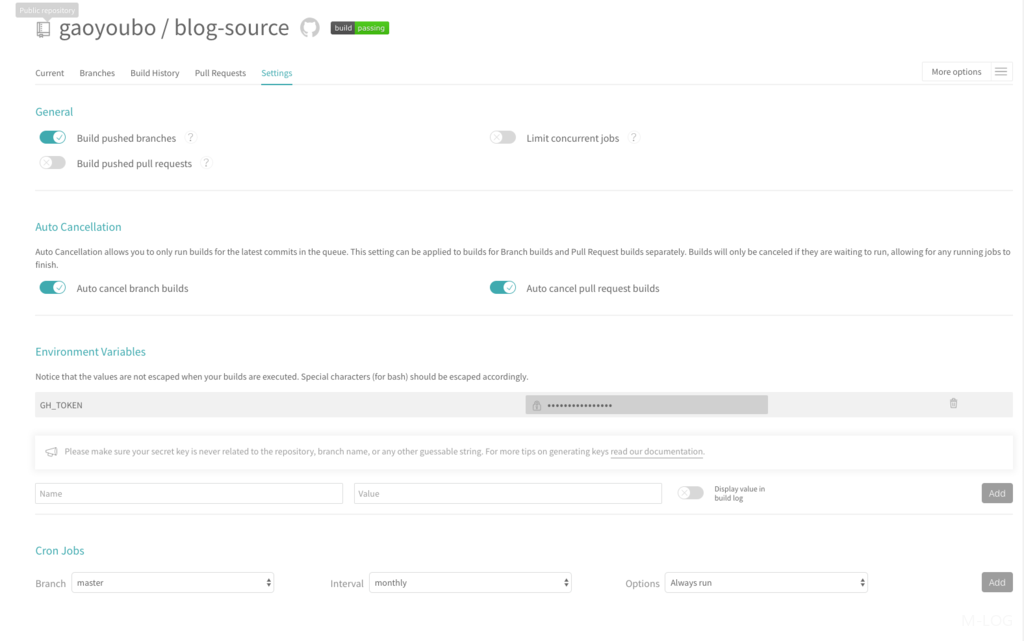 Public repository
gaoyoubo / blog-source
build passing
Current Branches Build History Pull Requests Settings
More options
General
Build pushed branches ?
Limit concurrent jobs ?
Build pushed pull requests ?
Auto Cancellation
Auto Cancellation allows you to only run builds for the latest commits in the queue. This setting can be applied to builds for Branch builds and Pull Request builds separately. Builds will only be canceled if they are waiting to run, allowing for any running jobs to
finish.
Auto cancel branch builds
Auto cancel pull request builds
Environment Variables
Notice that the values are not escaped when your builds are executed. Special characters (for bash) should be escaped accordingly.
GH_TOKEN ••••••••••••••••
Please make sure your secret key is never related to the repository, branch name, or any other guessable string. For more tips on generating keys read our documentation.
Name
Value
Display value in
build log
Add
Cron Jobs
Branch master
Interval monthly
Options Always run
Add
M-LOG